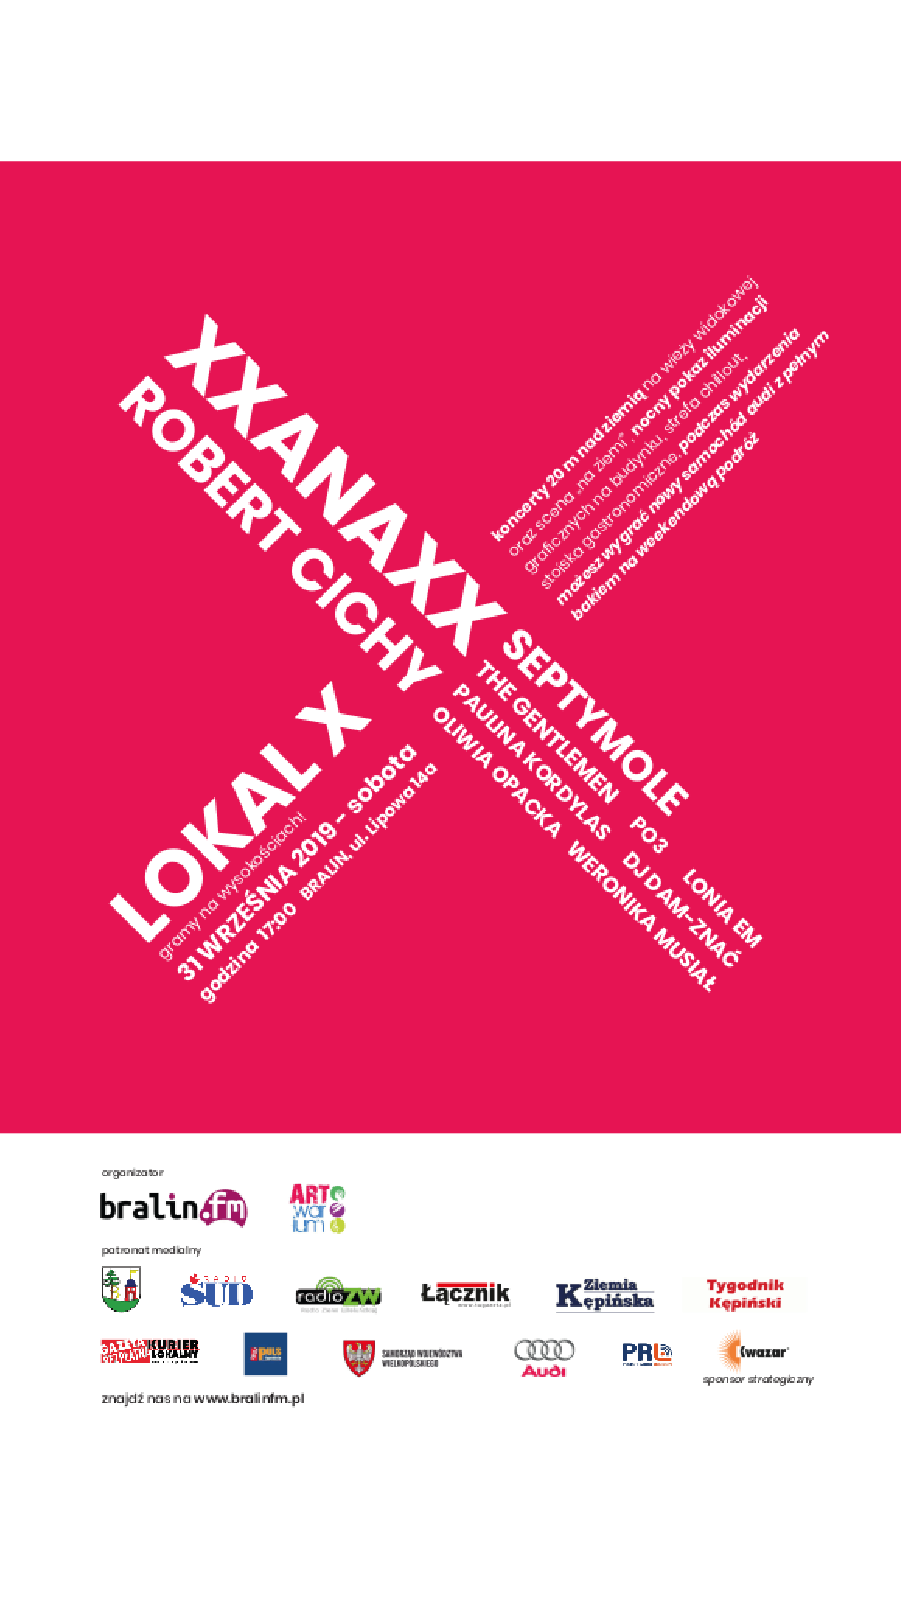 XXANAXX
ROBERT CICHY
SEPTYMOLE
THE GENTLEMEN PO3 LONIA EM
PAULINA KORDYLAS DJ DAM-ZNAĆ
OLIWIA OPACKA WERONIKA MUSIAŁ
koncerty 20 m nad ziemią na wieży widokowej
oraz scena „na ziemi”, nocny pokaz iluminacji
graficznych na budynku, strefa chillout,
stoiska gastronomiczne. podczas wydarzenia
możesz wygrać nowy samochód audi z pełnym
bakiem na weekendową podróż
LOKAL X
gramy na wysokościach!
31 WRZEŚNIA 2019 – sobota
godzina 17:00 BRALIN, ul. Lipowa 14a
organizator
bralin.fm
ART
war
ium
patronat medialny
RADIO
SUD
radio ZW
Łącznik
Ziemia
Kępińska
Tygodnik
Kępiński
GAZETA
KURIER
LOKALNY
puls
SAMORZĄD WOJEWÓDZTWA
WIELKOPOLSKIEGO
Audi
PRL
Kwazar
sponsor strategiczny
znajdź nas na www.bralinfm.pl